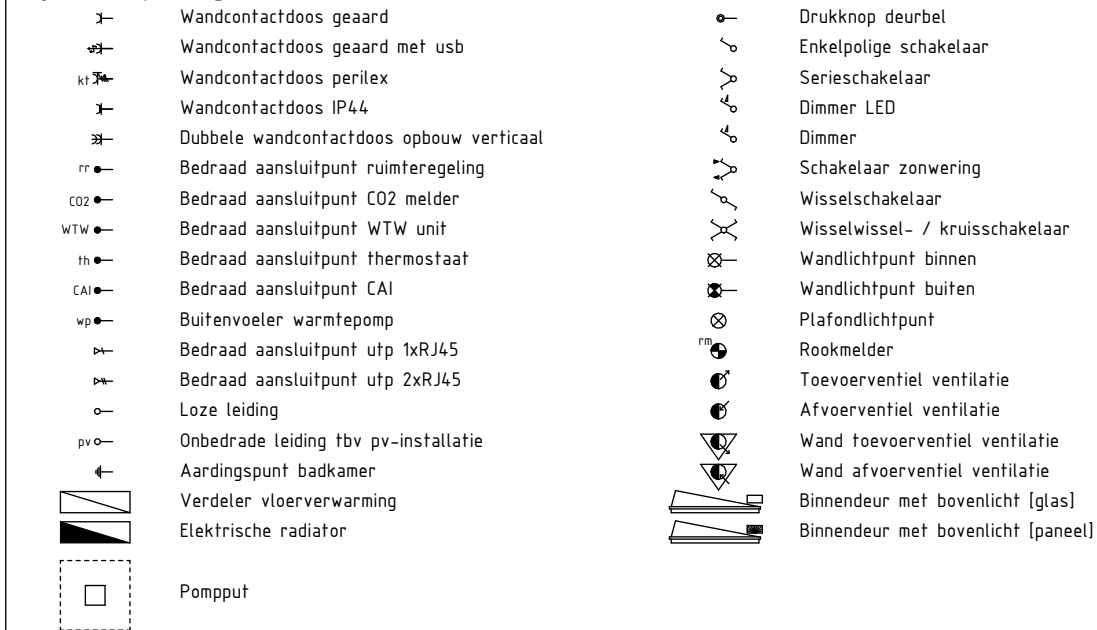 Wandcontactdoos geaard
Wandcontactdoos geaard met usb
kt Wandcontactdoos perilex
Wandcontactdoos IP44
Dubbele wandcontactdoos opbouw verticaal
rr Bedraad aansluitpunt ruimteregeling
CO2 Bedraad aansluitpunt CO2 melder
WTW Bedraad aansluitpunt WTW unit
th Bedraad aansluitpunt thermostaat
CAI Bedraad aansluitpunt CAI
wp Buitenvoeler warmtepomp
Bedraad aansluitpunt utp 1xRJ45
Bedraad aansluitpunt utp 2xRJ45
Loze leiding
pv Onbedrade leiding tbv pv-installatie
Aardingspunt badkamer
Verdeler vloerverwarming
Elektrische radiator
Pompput
Drukknop deurbel
Enkelpolige schakelaar
Serieschakelaar
Dimmer LED
Dimmer
Schakelaar zonwering
Wisselschakelaar
Wisselwissel- / kruisschakelaar
Wandlichtpunt binnen
Wandlichtpunt buiten
Plafondlichtpunt
rm Rookmelder
Toevoerventiel ventilatie
Afvoerventiel ventilatie
Wand toevoerventiel ventilatie
Wand afvoerventiel ventilatie
Binnendeur met bovenlicht [glas]
Binnendeur met bovenlicht [paneel]